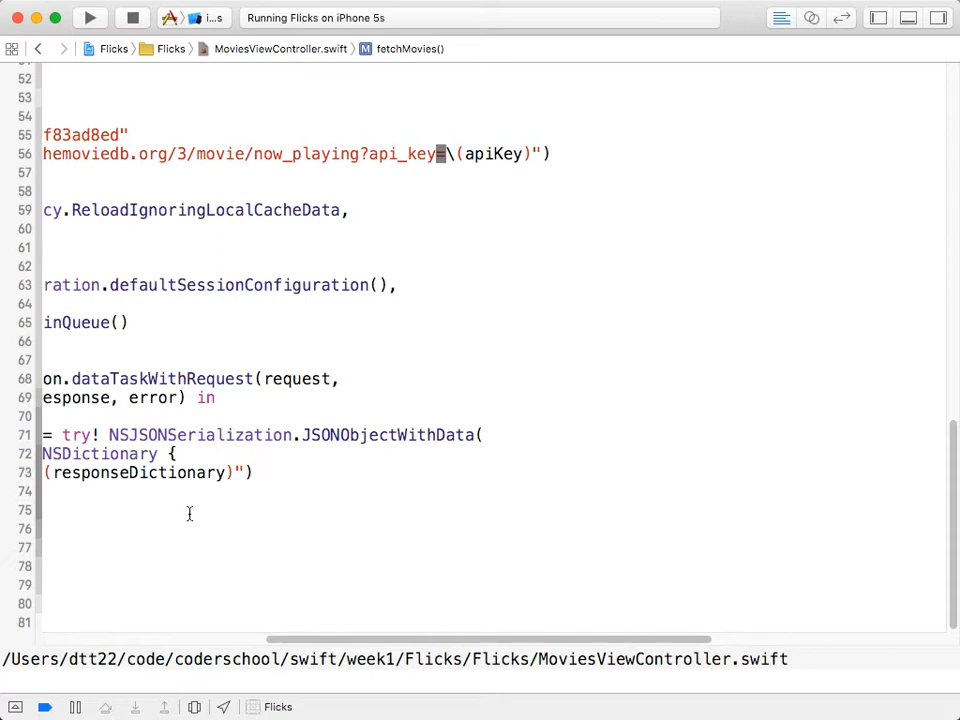 i...s
Running Flicks on iPhone 5s
Flicks
Flicks
MoviesViewController.swift
M
fetchMovies()
52
53
54
55 f83ad8ed"
56 hemoviedb.org/3/movie/now_playing?api_key=\(apiKey)")
57
58
59 cy.ReloadIgnoringLocalCacheData,
60
61
62
63 ration.defaultSessionConfiguration(),
64
65 inQueue()
66
67
68 on.dataTaskWithRequest(request,
69 esponse, error) in
70
71 = try! NSJSONSerialization.JSONObjectWithData(
72 NSDictionary {
73 (responseDictionary)")
74
75
76
77
78
79
80
81
/Users/dtt22/code/coderschool/swift/week1/Flicks/Flicks/MoviesViewController.swift
Flicks